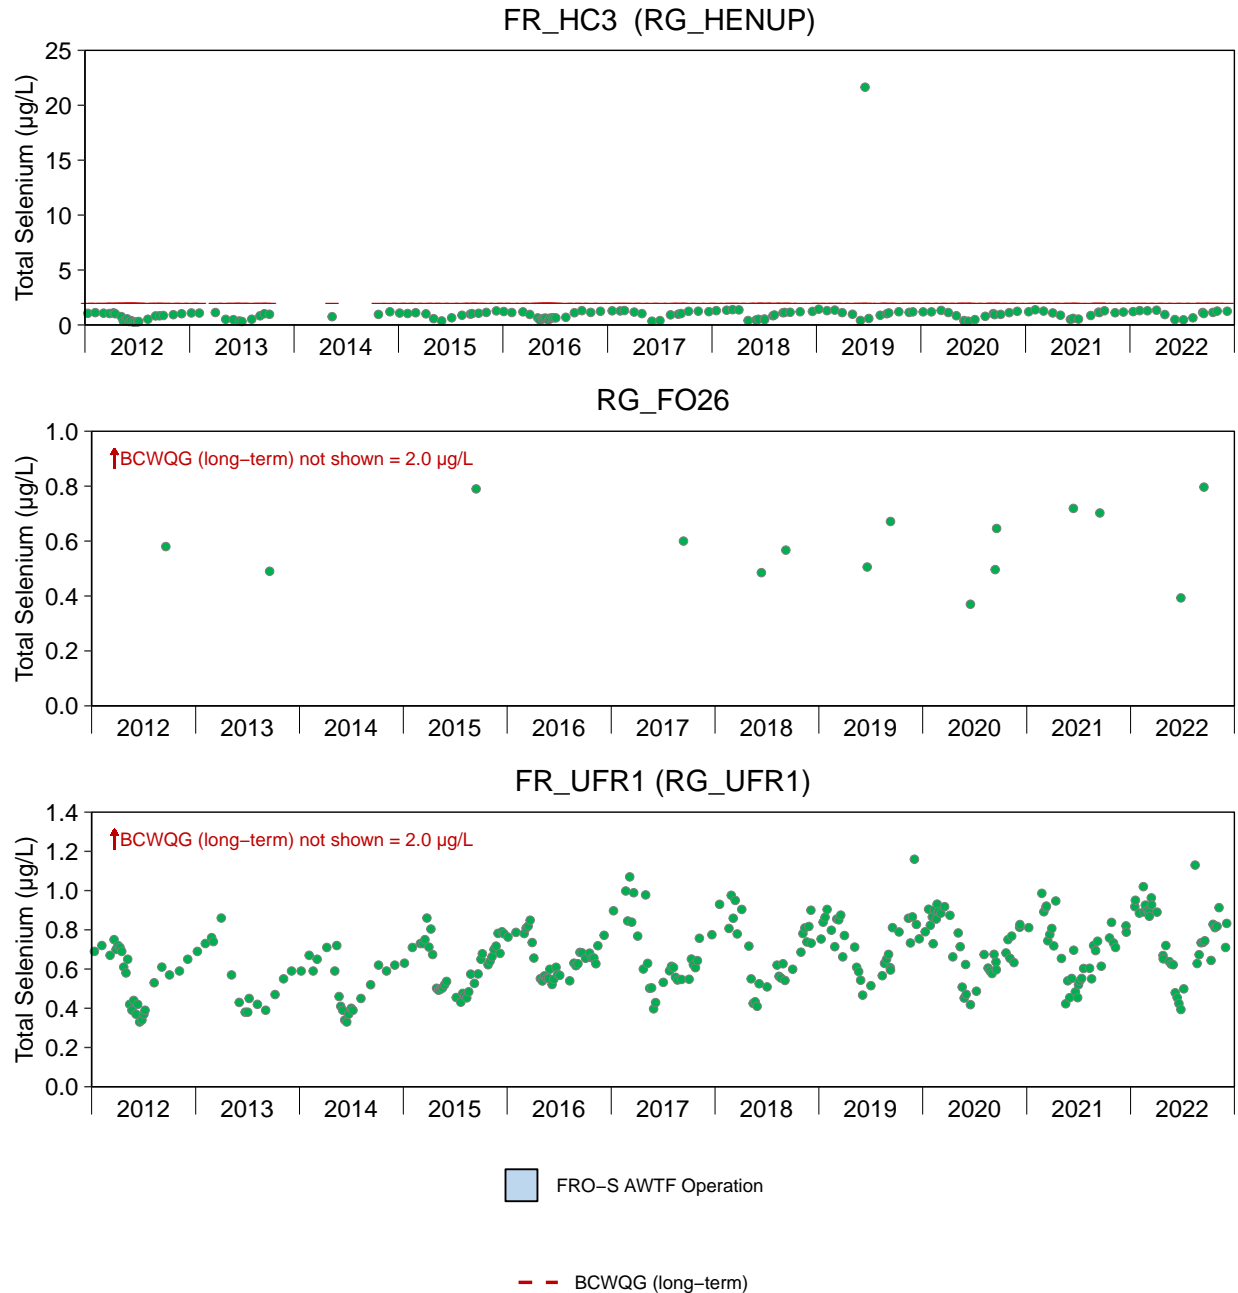 FR_HC3 (RG_HENUP)
Total Selenium (µg/L)
25
20
15
10
5
0
2012 2013 2014 2015 2016 2017 2018 2019 2020 2021 2022
RG_FO26
Total Selenium (µg/L)
1.0
BCWQG (long−term) not shown = 2.0 µg/L
0.8
0.6
0.4
0.2
0.0
2012 2013 2014 2015 2016 2017 2018 2019 2020 2021 2022
FR_UFR1 (RG_UFR1)
Total Selenium (µg/L)
1.4
BCWQG (long−term) not shown = 2.0 µg/L
1.2
1.0
0.8
0.6
0.4
0.2
0.0
2012 2013 2014 2015 2016 2017 2018 2019 2020 2021 2022
FRO−S AWTF Operation
BCWQG (long−term)